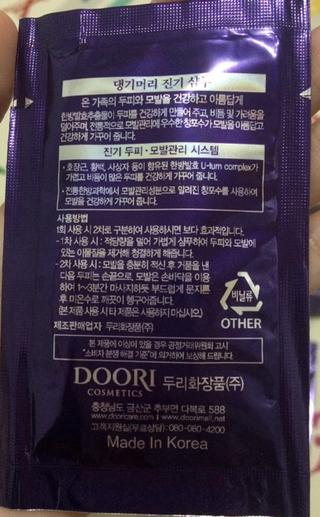 댕기머리 진기 샴푸
온 가족의 두피와 모발을 건강하고 아름답게
한방발효추출물이 두피를 건강하게 만들어 주고, 비듬 및 가려움을
덜어주며, 전통적으로 모발관리에 우수한 창포수가 모발을 아름답고
건강하게 가꾸어 줍니다.
진기 두피 · 모발관리 시스템
• 호장근, 황백, 사상자 등이 함유된 한방발효 U-turn complex가
가렵고 비듬이 많은 두피를 건강하게 가꾸어 줍니다.
• 전통한방과학에서 모발관리성분으로 알려진 창포수를 사용하여
모발을 건강하게 가꾸어 줍니다.
사용방법
1회 사용 시 2차로 구분하여 사용하시면 보다 효과적입니다.
- 1차 사용 시 : 적당량을 덜어 가볍게 샴푸하여 두피와 모발에
있는 이물질을 제거해 청결하게 해줍니다.
- 2차 사용 시 : 모발을 충분히 적신 후 거품을 낸
다음 두피는 손끝으로, 모발은 손바닥을 이용
하여 1~3분간 마사지하듯 부드럽게 문지른
후 미온수로 깨끗이 헹구어줍니다.
(본 제품 사용 시 타 제품은 사용하지 마십시오)
비닐류
OTHER
제조판매업자 두리화장품(주)
본 제품에 이상이 있을 경우 공정거래위원회 고시
"소비자 분쟁 해결 기준"에 의거하여 보상해 드립니다.
DOORI
COSMETICS
두리화장품(주)
충청남도 금산군 추부면 다복로 588
www.dooricare.com | www.doorimall.net
고객지원실(무료상담) : 080-080-4200
Made In Korea